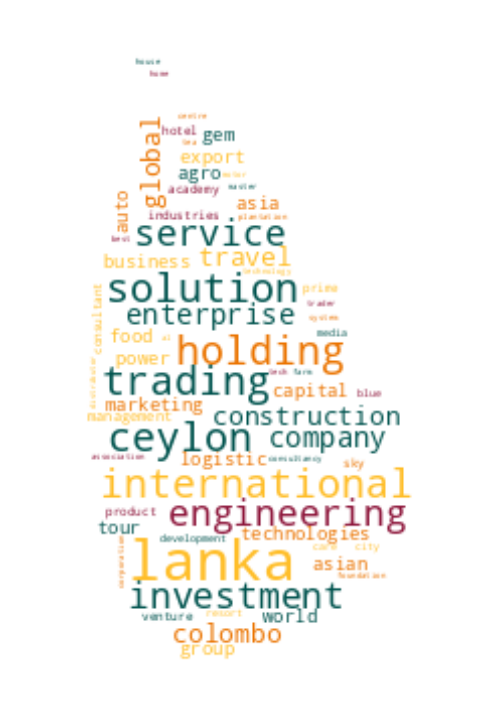 house
home
centre
global
hotel
gem
tea
export
agro
motor
academy
master
auto
asia
industries
plantation
service
best
business
travel
technology
solution
consultant
prime
trader
enterprise
system
food
media
holding
power
trading
tech
farm
distributor
capital
blue
marketing
management
construction
ceylon
company
association
logistic
consultancy
sky
international
product
engineering
tour
technologies
development
care
city
lanka
asian
foundation
corporation
investment
venture
resort
world
colombo
group